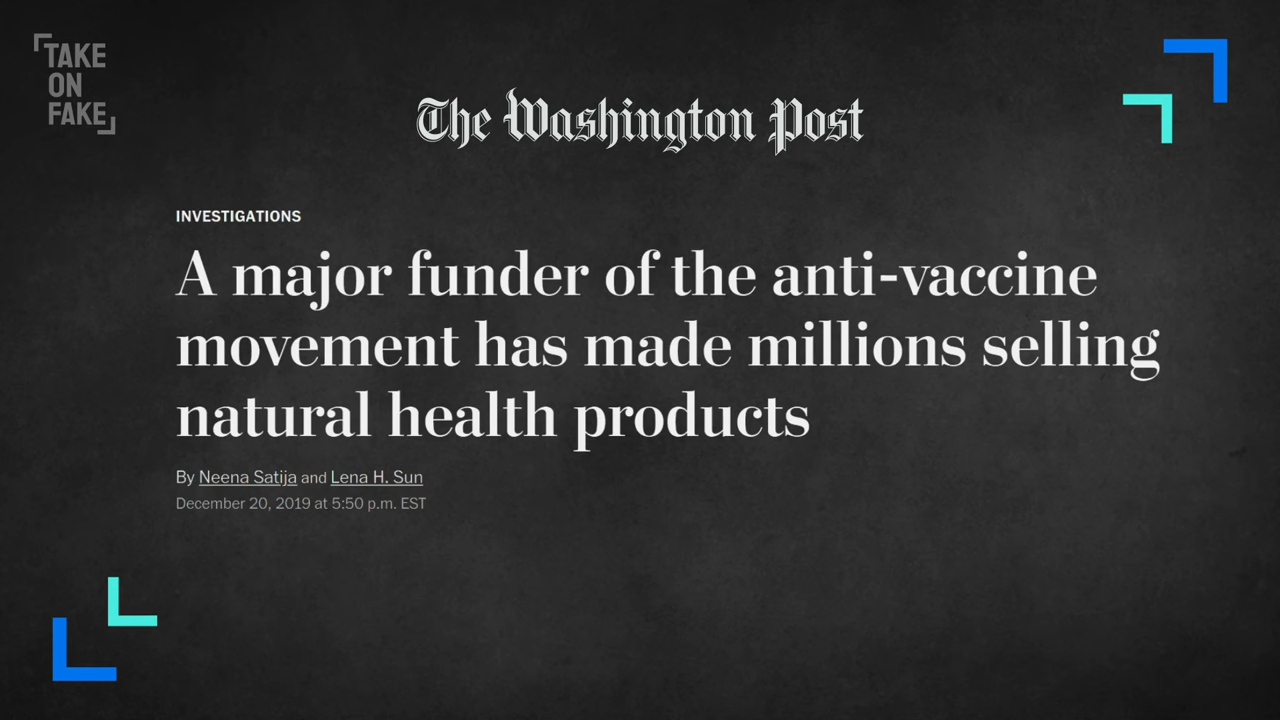 TAKE
ON
FAKE
The Washington Post
INVESTIGATIONS
A major funder of the anti-vaccine
movement has made millions selling
natural health products
By Neena Satija and Lena H. Sun
December 20, 2019 at 5:50 p.m. EST